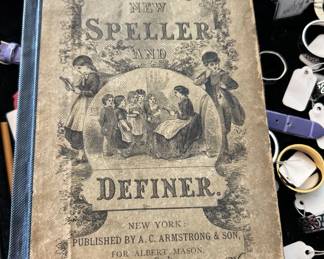 NEW
SPELLER
AND
DEFINER.
NEW YORK:
PUBLISHED BY A. C. ARMSTRONG & SON,
FOR ALBERT MASON.